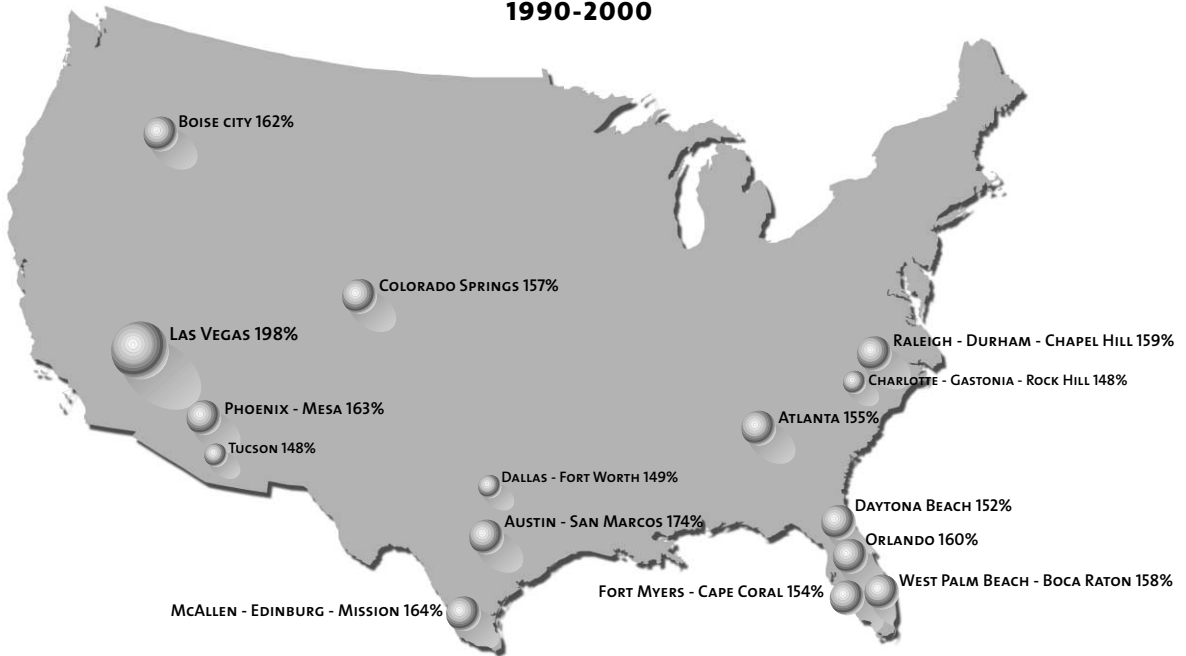 1990-2000
BOISE CITY 162%
COLORADO SPRINGS 157%
LAS VEGAS 198%
RALEIGH - DURHAM - CHAPEL HILL 159%
CHARLOTTE - GASTONIA - ROCK HILL 148%
PHOENIX - MESA 163%
ATLANTA 155%
TUCSON 148%
DALLAS - FORT WORTH 149%
DAYTONA BEACH 152%
AUSTIN - SAN MARCOS 174%
ORLANDO 160%
WEST PALM BEACH - BOCA RATON 158%
FORT MYERS - CAPE CORAL 154%
MCALLEN - EDINBURG - MISSION 164%